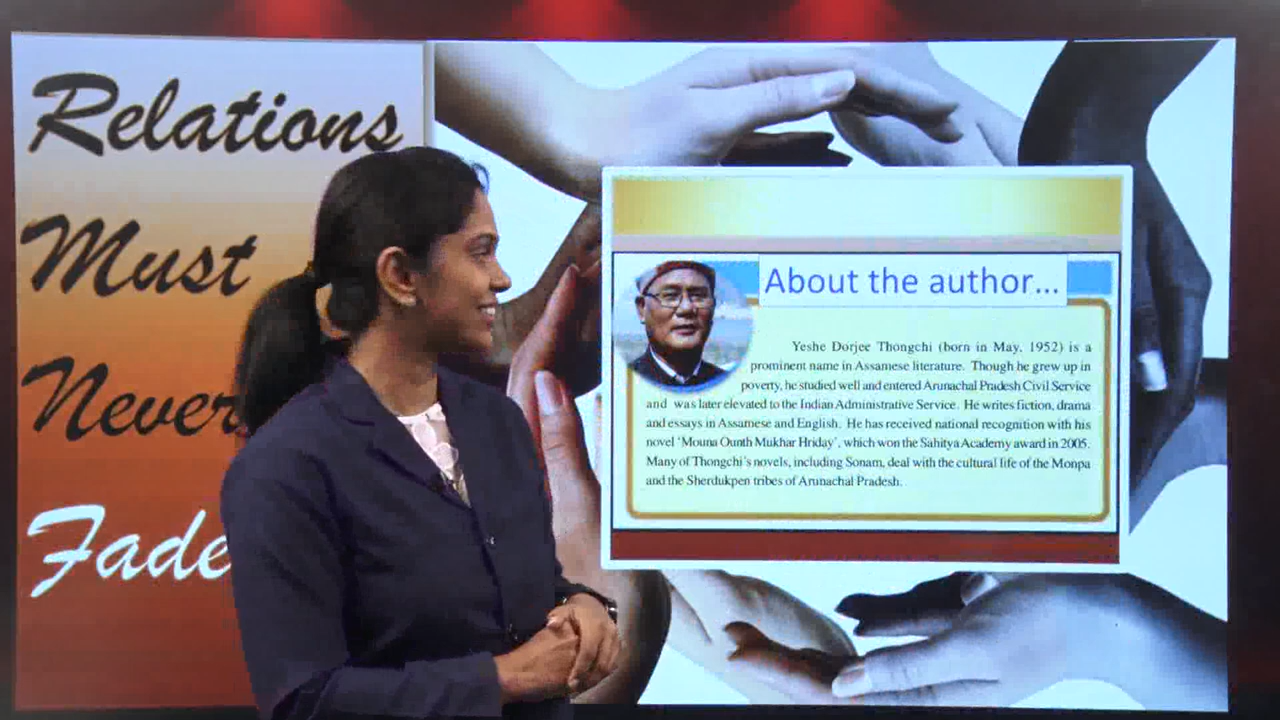 Relations
Must
Never
Fade
About the author...
Yeshe Dorjee Thongchi (born in May, 1952) is a
prominent name in Assamese literature. Though he grew up in
poverty, he studied well and entered Arunachal Pradesh Civil Service
and was later elevated to the Indian Administrative Service. He writes fiction, drama
and essays in Assamese and English. He has received national recognition with his
novel ‘Mouna Ounth Mukhar Hriday’, which won the Sahitya Academy award in 2005.
Many of Thongchi’s novels, including Sonam, deal with the cultural life of the Monpa
and the Sherdukpen tribes of Arunachal Pradesh.